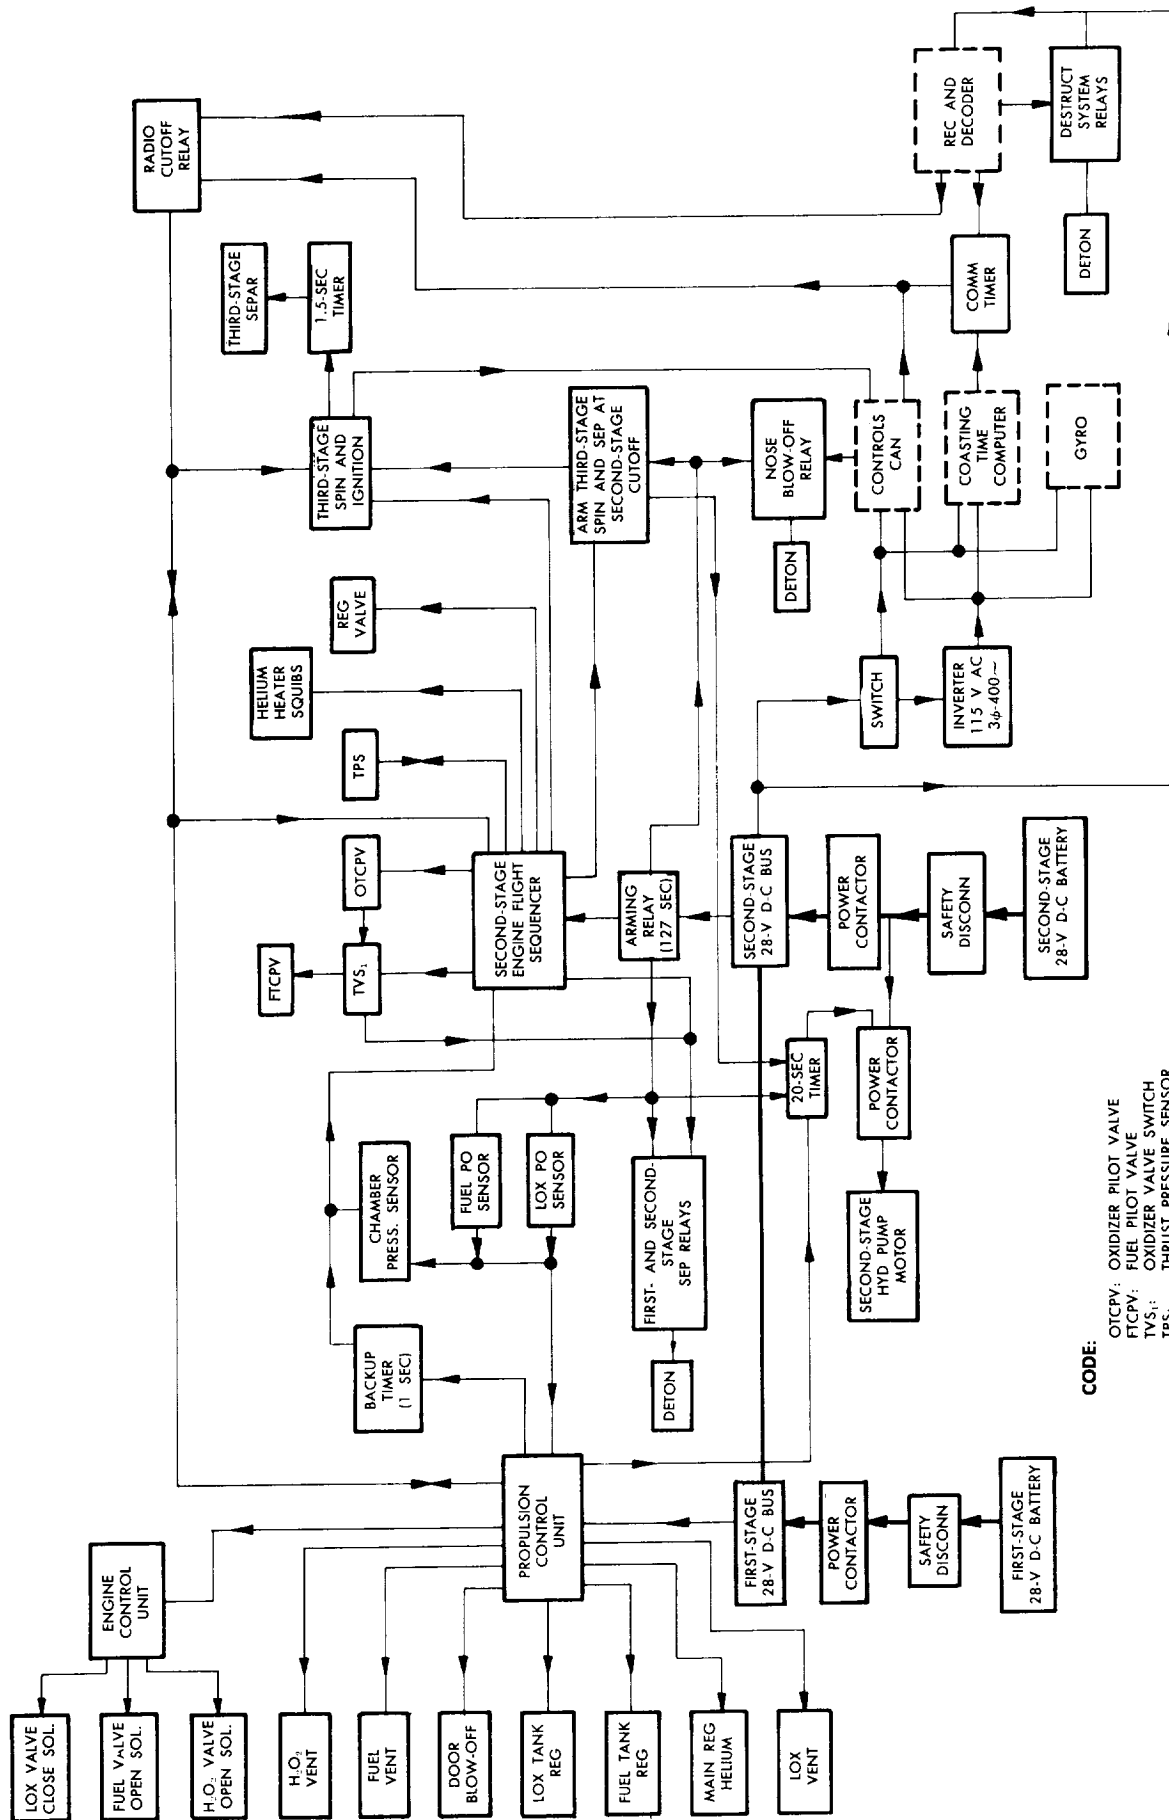 LOX VALVE
CLOSE SOL.
FUEL VALVE
OPEN SOL.
H₂O₂ VALVE
OPEN SOL.
H₂O₂
VENT
FUEL
VENT
DOOR
BLOW-OFF
LOX TANK
REG
FUEL TANK
REG
MAIN REG
HELIUM
LOX
VENT
ENGINE
CONTROL
UNIT
PROPULSION
CONTROL
UNIT
FIRST-STAGE
28-V D-C BUS
POWER
CONTACTOR
SAFETY
DISCONN
FIRST-STAGE
28-V D-C BATTERY
BACKUP
TIMER
(1 SEC)
CHAMBER
PRESS. SENSOR
FUEL PO
SENSOR
LOX PO
SENSOR
FIRST- AND SECOND-
STAGE
SEP RELAYS
DETON
20-SEC
TIMER
POWER
CONTACTOR
SECOND-STAGE
HYD PUMP
MOTOR
FTCPV
TVS₁
OTCPV
TPS
HELIUM
HEATER
SQUIBS
REG
VALVE
SECOND-STAGE
ENGINE FLIGHT
SEQUENCER
ARMING
RELAY
(127 SEC)
SECOND-STAGE
28-V D-C BUS
POWER
CONTACTOR
SAFETY
DISCONN
SECOND-STAGE
28-V D-C BATTERY
THIRD-STAGE
SEPAR
1.5-SEC
TIMER
THIRD-STAGE
SPIN AND
IGNITION
ARM THIRD-STAGE
SPIN AND SEP AT
SECOND-STAGE
CUTOFF
NOSE
BLOW-OFF
RELAY
DETON
CONTROLS
CAN
COASTING
TIME
COMPUTER
GYRO
SWITCH
INVERTER
115 V AC
3ϕ-400~
RADIO
CUTOFF
RELAY
COMM
TIMER
REC AND
DECODER
DESTRUCT
SYSTEM
RELAYS
DETON
CODE:
OTCPV: OXIDIZER PILOT VALVE
FTCPV: FUEL PILOT VALVE
TVS₁: OXIDIZER VALVE SWITCH
TPS: THRUST PRESSURE SENSOR